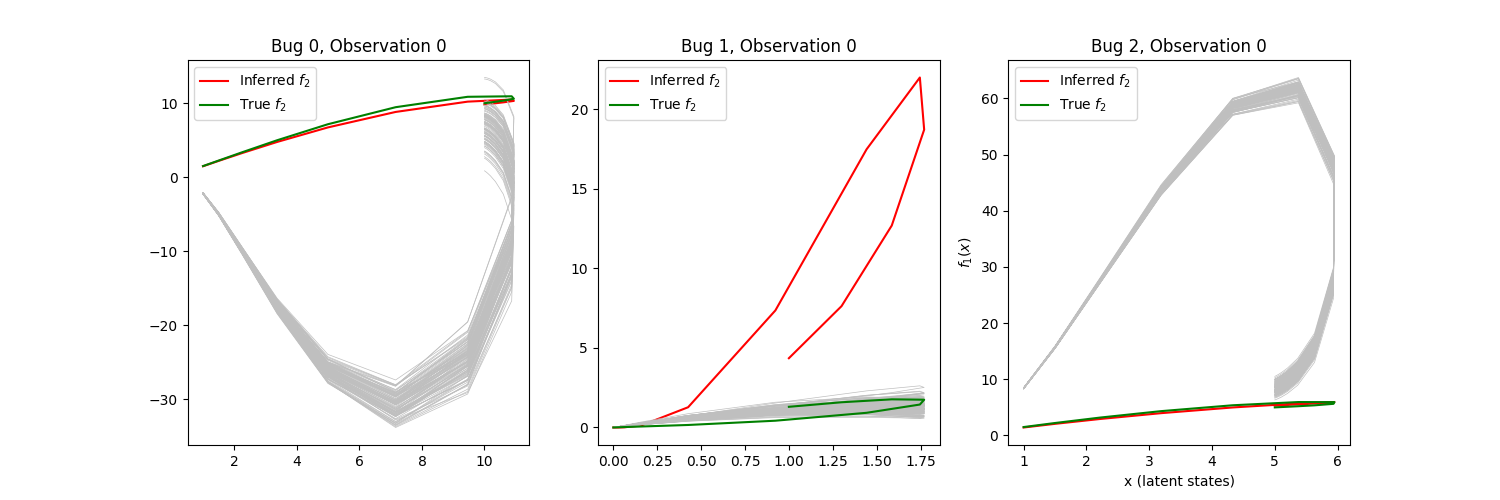 Bug 0, Observation 0
Inferred f₂
True f₂
10
0
−10
−20
−30
2 4 6 8 10
Bug 1, Observation 0
Inferred f₂
True f₂
20
15
10
5
0
0.00 0.25 0.50 0.75 1.00 1.25 1.50 1.75
Bug 2, Observation 0
Inferred f₂
True f₂
f₁(x)
60
50
40
30
20
10
0
1 2 3 4 5 6
x (latent states)